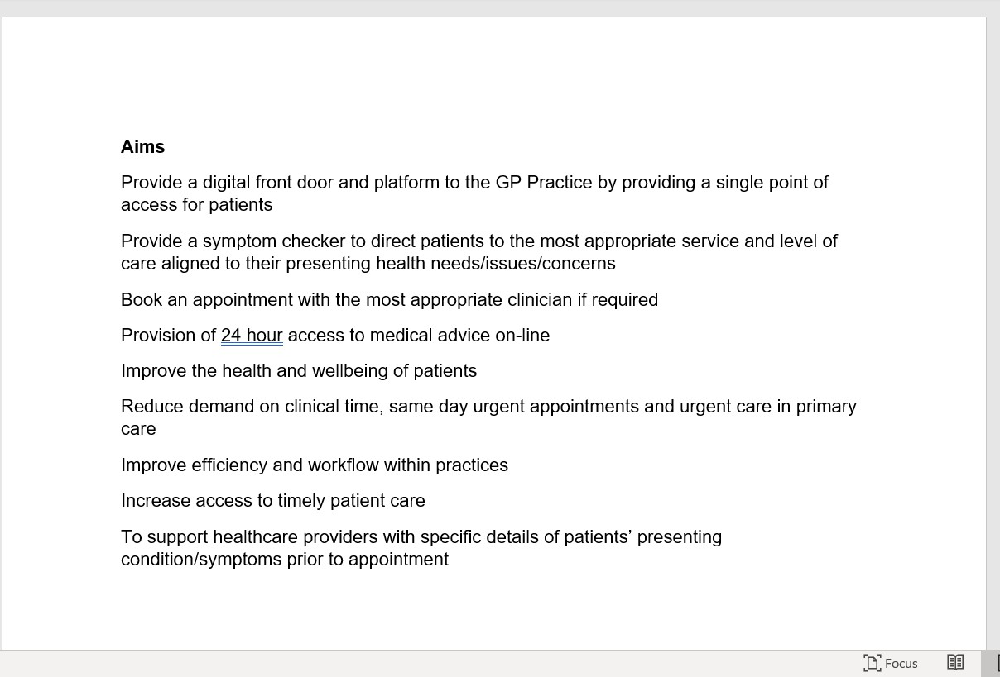 Aims
Provide a digital front door and platform to the GP Practice by providing a single point of
access for patients
Provide a symptom checker to direct patients to the most appropriate service and level of
care aligned to their presenting health needs/issues/concerns
Book an appointment with the most appropriate clinician if required
Provision of 24 hour access to medical advice on-line
Improve the health and wellbeing of patients
Reduce demand on clinical time, same day urgent appointments and urgent care in primary
care
Improve efficiency and workflow within practices
Increase access to timely patient care
To support healthcare providers with specific details of patients’ presenting
condition/symptoms prior to appointment
Focus